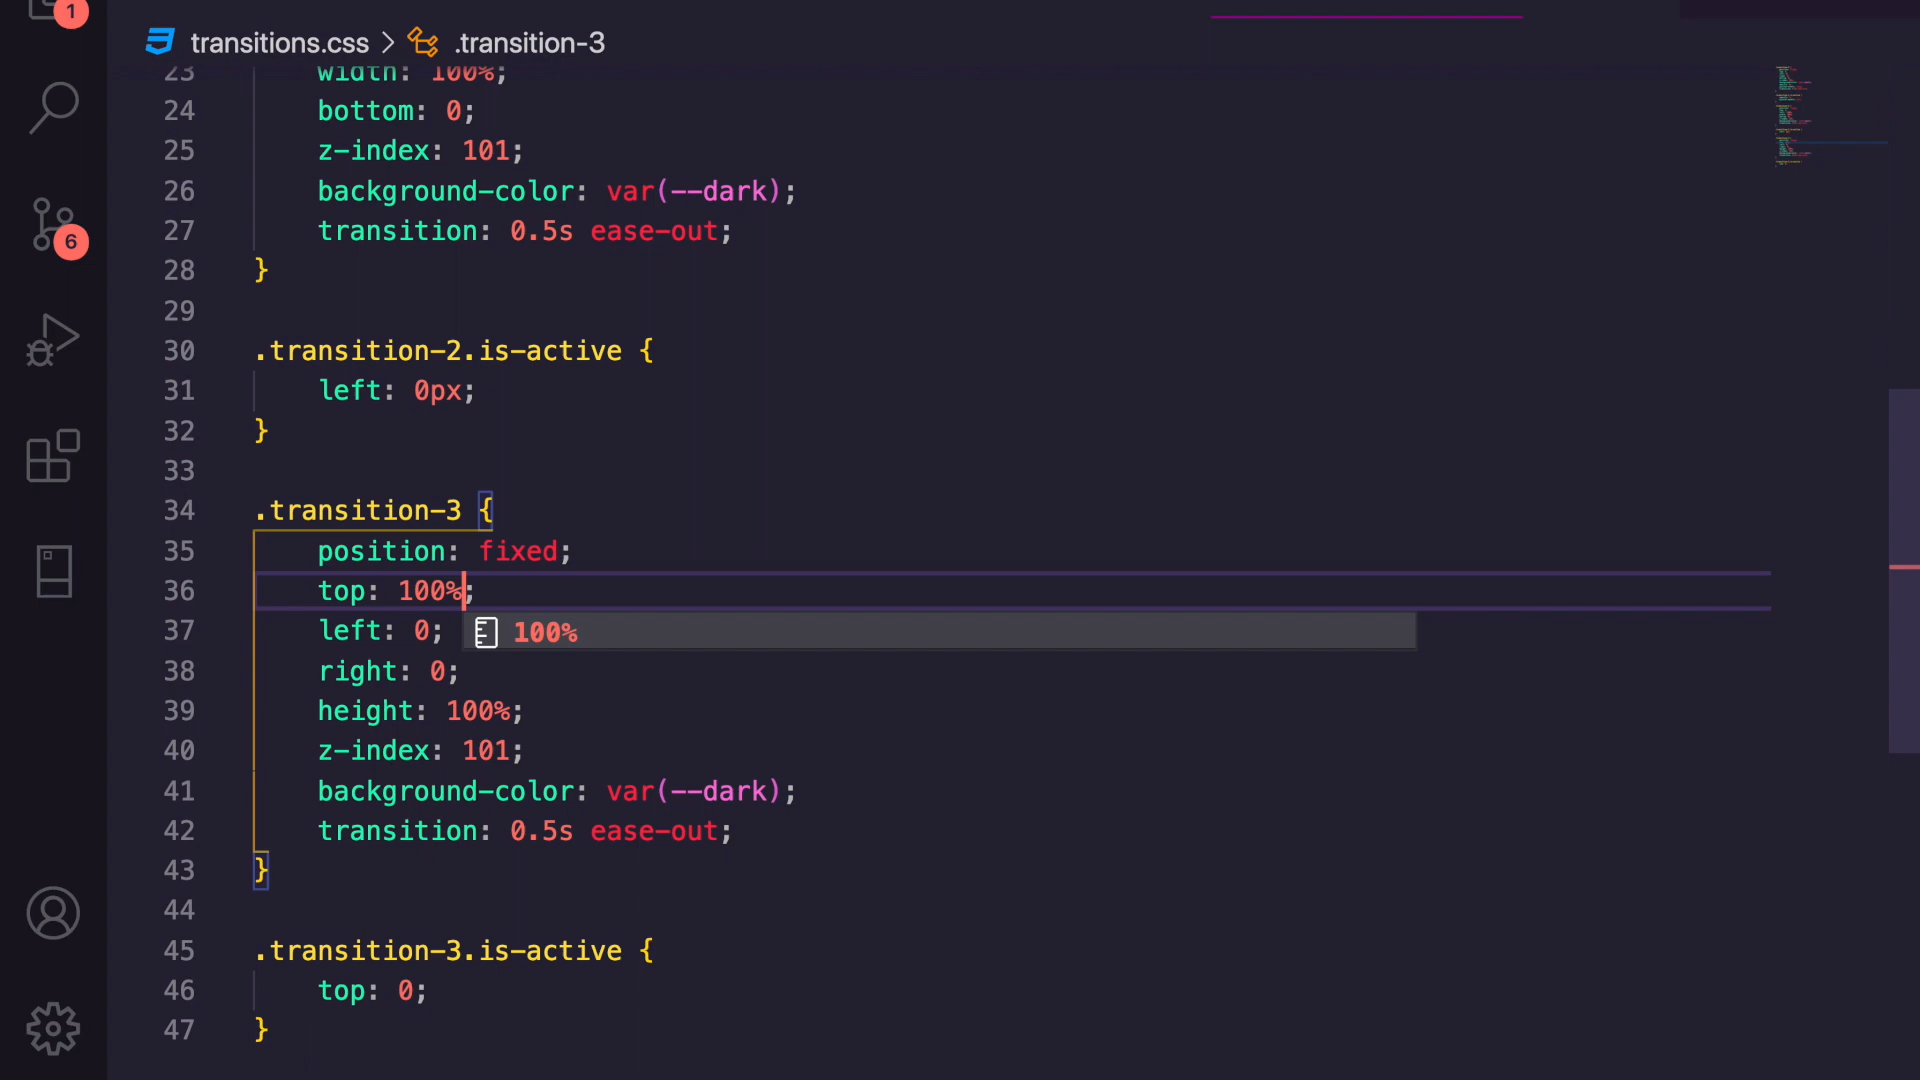 1
transitions.css > .transition-3
23 width: 100%;
24 bottom: 0;
25 z-index: 101;
6
26 background-color: var(--dark);
27 transition: 0.5s ease-out;
28 }
29
30 .transition-2.is-active {
31 left: 0px;
32 }
33
34 .transition-3 {
35 position: fixed;
36 top: 100%;
37 left: 0;
100%
38 right: 0;
39 height: 100%;
40 z-index: 101;
41 background-color: var(--dark);
42 transition: 0.5s ease-out;
43 }
44
45 .transition-3.is-active {
46 top: 0;
47 }